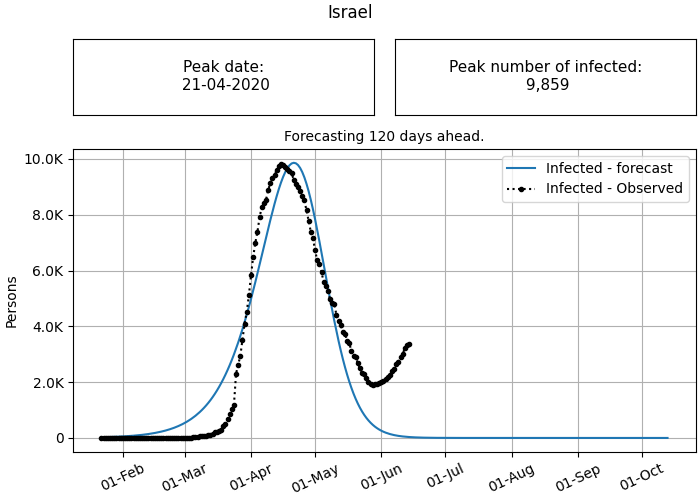 Israel
Peak date:
21-04-2020
Peak number of infected:
9,859
Forecasting 120 days ahead.
Infected - forecast
Infected - Observed
Persons
10.0K
8.0K
6.0K
4.0K
2.0K
0
01-Feb
01-Mar
01-Apr
01-May
01-Jun
01-Jul
01-Aug
01-Sep
01-Oct